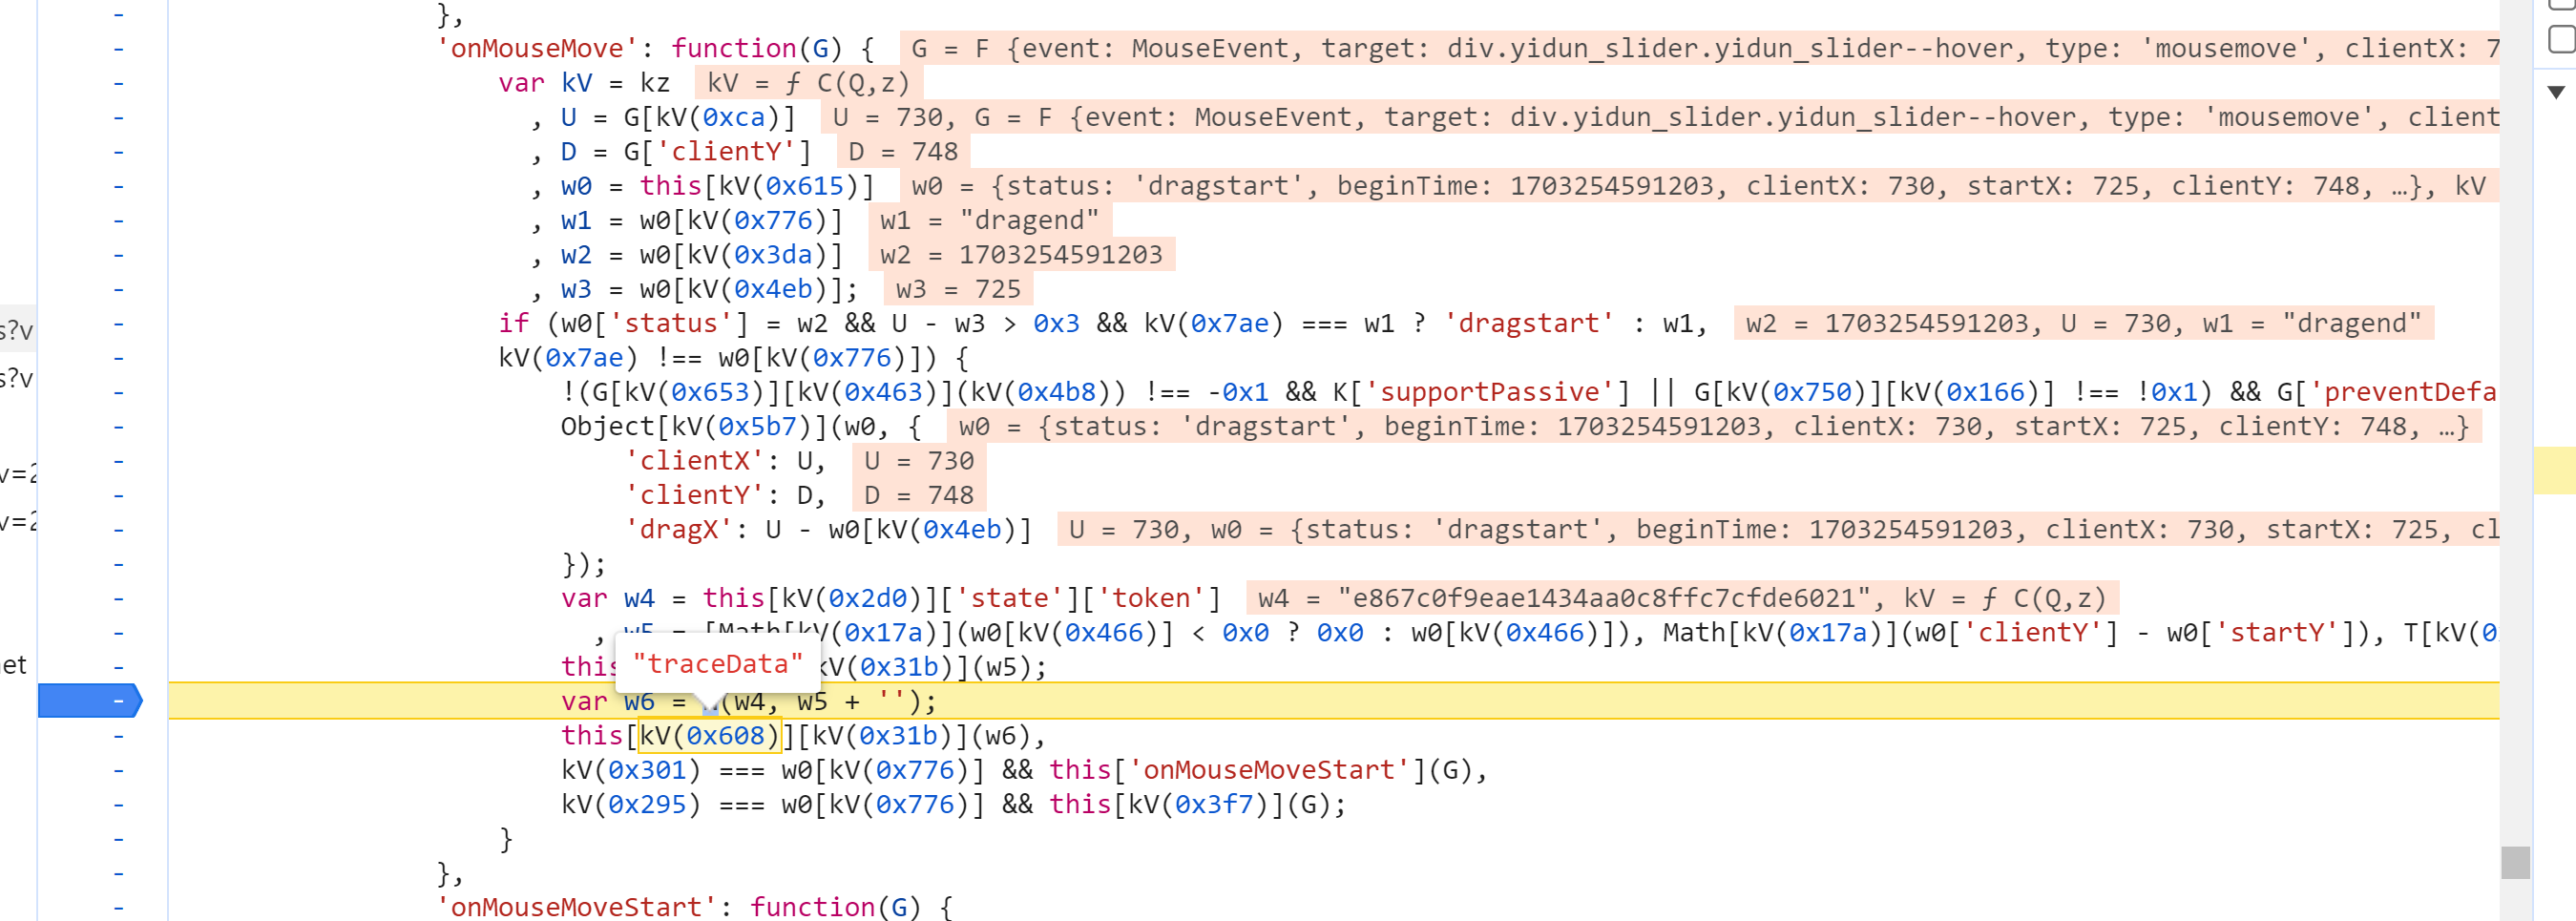 },
'onMouseMove': function(G) { G = F {event: MouseEvent, target: div.yidun_slider.yidun_slider--hover, type: 'mousemove', clientX: 7
var kV = kz kV = ƒ C(Q,z)
, U = G[kV(0xca)] U = 730, G = F {event: MouseEvent, target: div.yidun_slider.yidun_slider--hover, type: 'mousemove', client
, D = G['clientY'] D = 748
, w0 = this[kV(0x615)] w0 = {status: 'dragstart', beginTime: 1703254591203, clientX: 730, startX: 725, clientY: 748, …}, kV
, w1 = w0[kV(0x776)] w1 = "dragend"
, w2 = w0[kV(0x3da)] w2 = 1703254591203
, w3 = w0[kV(0x4eb)]; w3 = 725
s?v if (w0['status'] = w2 && U - w3 > 0x3 && kV(0x7ae) === w1 ? 'dragstart' : w1, w2 = 1703254591203, U = 730, w1 = "dragend"
kV(0x7ae) !== w0[kV(0x776)]) {
s?v !(G[kV(0x653)][kV(0x463)](kV(0x4b8)) !== -0x1 && K['supportPassive'] || G[kV(0x750)][kV(0x166)] !== !0x1) && G['preventDefa
Object[kV(0x5b7)](w0, { w0 = {status: 'dragstart', beginTime: 1703254591203, clientX: 730, startX: 725, clientY: 748, …}
v=2 'clientX': U, U = 730
'clientY': D, D = 748
v=2 'dragX': U - w0[kV(0x4eb)] U = 730, w0 = {status: 'dragstart', beginTime: 1703254591203, clientX: 730, startX: 725, cl
});
var w4 = this[kV(0x2d0)]['state']['token'] w4 = "e867c0f9eae1434aa0c8ffc7cfde6021", kV = ƒ C(Q,z)
, w5 = [Math[kV(0x17a)](w0[kV(0x466)] < 0x0 ? 0x0 : w0[kV(0x466)]), Math[kV(0x17a)](w0['clientY'] - w0['startY']), T[kV(0
et this "traceData" kV(0x31b)](w5);
var w6 = (w4, w5 + '');
this[kV(0x608)][kV(0x31b)](w6),
kV(0x301) === w0[kV(0x776)] && this['onMouseMoveStart'](G),
kV(0x295) === w0[kV(0x776)] && this[kV(0x3f7)](G);
}
},
'onMouseMoveStart': function(G) {